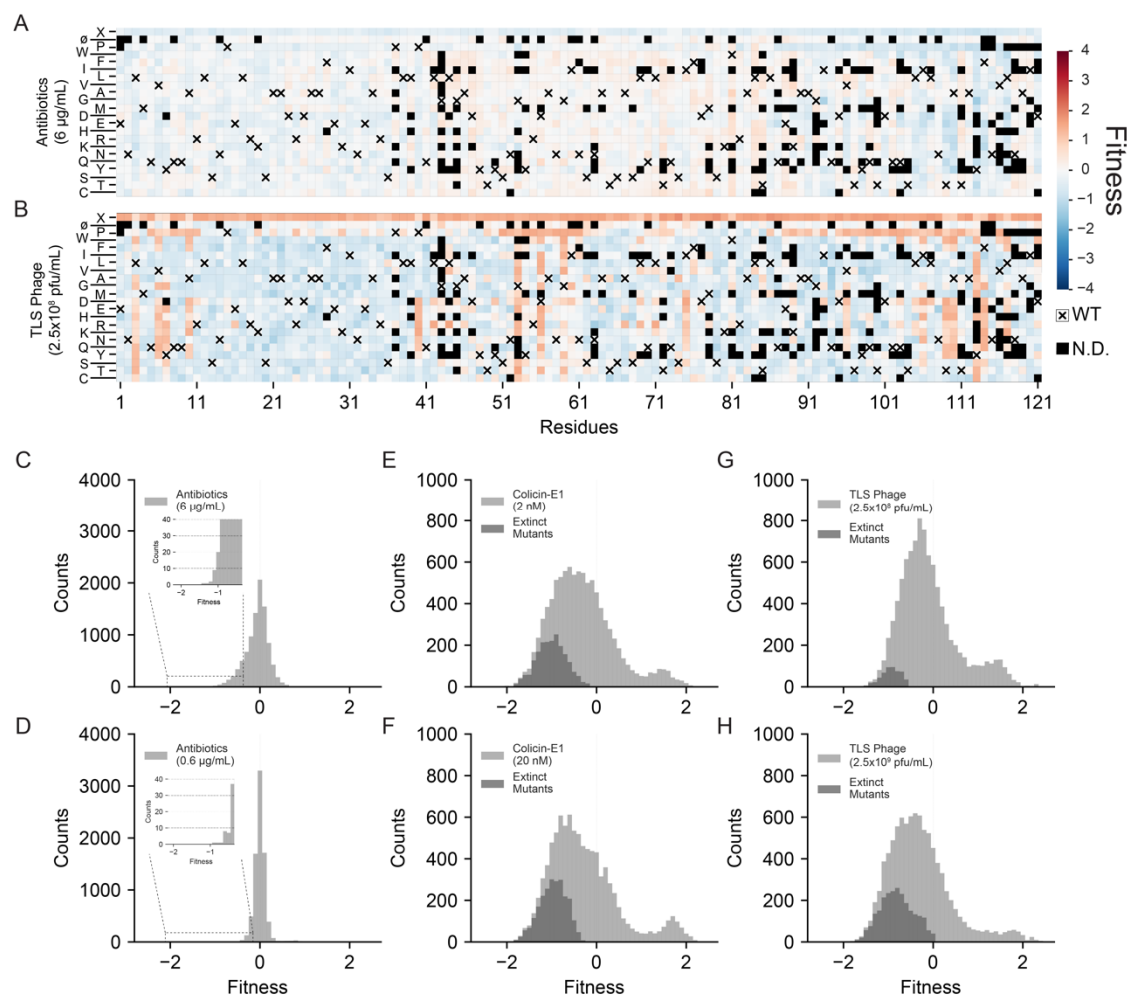 A
Antibiotics
(6 µg/mL)
X
ø
P
W
F
I
L
V
A
G
M
D
E
H
R
K
N
Q
Y
S
T
C
4
3
2
1
0
−1
−2
−3
−4
Fitness
WT
N.D.
B
TLS Phage
(2.5x10⁸ pfu/mL)
X
ø
P
W
F
I
L
V
A
G
M
D
E
H
R
K
N
Q
Y
S
T
C
1 11 21 31 41 51 61 71 81 91 101 111 121
Residues
C
4000
3000
2000
1000
0
Counts
Antibiotics
(6 µg/mL)
40
30
20
10
0
Counts
−2 −1
Fitness
−2 0 2
E
1000
800
600
400
200
0
Counts
Colicin-E1
(2 nM)
Extinct
Mutants
−2 0 2
G
1000
800
600
400
200
0
Counts
TLS Phage
(2.5x10⁸ pfu/mL)
Extinct
Mutants
−2 0 2
D
4000
3000
2000
1000
0
Counts
Antibiotics
(0.6 µg/mL)
40
30
20
10
0
Counts
−2 −1
Fitness
−2 0 2
Fitness
F
1000
800
600
400
200
0
Counts
Colicin-E1
(20 nM)
Extinct
Mutants
−2 0 2
Fitness
H
1000
800
600
400
200
0
Counts
TLS Phage
(2.5x10⁹ pfu/mL)
Extinct
Mutants
−2 0 2
Fitness